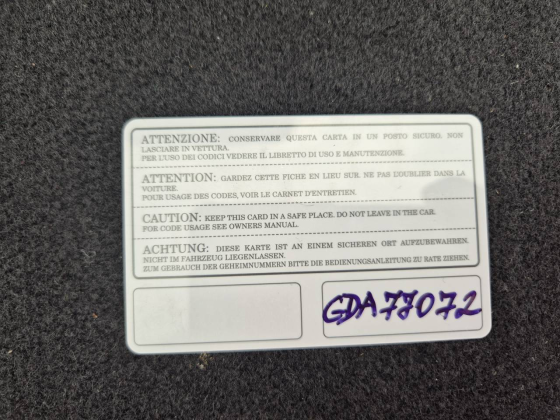 ATTENZIONE: CONSERVARE QUESTA CARTA IN UN POSTO SICURO. NON
LASCIARE IN VETTURA.
PER L'USO DEI CODICI VEDERE IL LIBRETTO DI USO E MANUTENZIONE.
ATTENTION: GARDEZ CETTE FICHE EN LIEU SUR. NE PAS L'OUBLIER DANS LA
VOITURE.
POUR USAGE DES CODES, VOIR LE CARNET D'ENTRETIEN.
CAUTION: KEEP THIS CARD IN A SAFE PLACE. DO NOT LEAVE IN THE CAR.
FOR CODE USAGE SEE OWNERS MANUAL.
ACHTUNG: DIESE KARTE IST AN EINEM SICHEREN ORT AUFZUBEWAHREN.
NICHT IM FAHRZEUG LIEGENLASSEN.
ZUM GEBRAUCH DER GEHEIMNUMMERN BITTE DIE BEDIENUNGSANLEITUNG ZU RATE ZIEHEN.
GDA77072